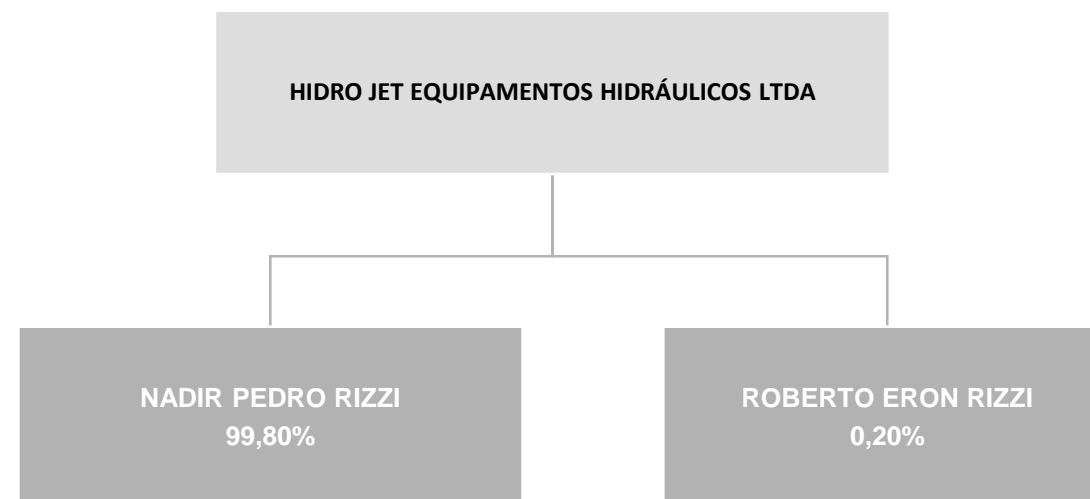 HIDRO JET EQUIPAMENTOS HIDRÁULICOS LTDA
NADIR PEDRO RIZZI
99,80%
ROBERTO ERON RIZZI
0,20%